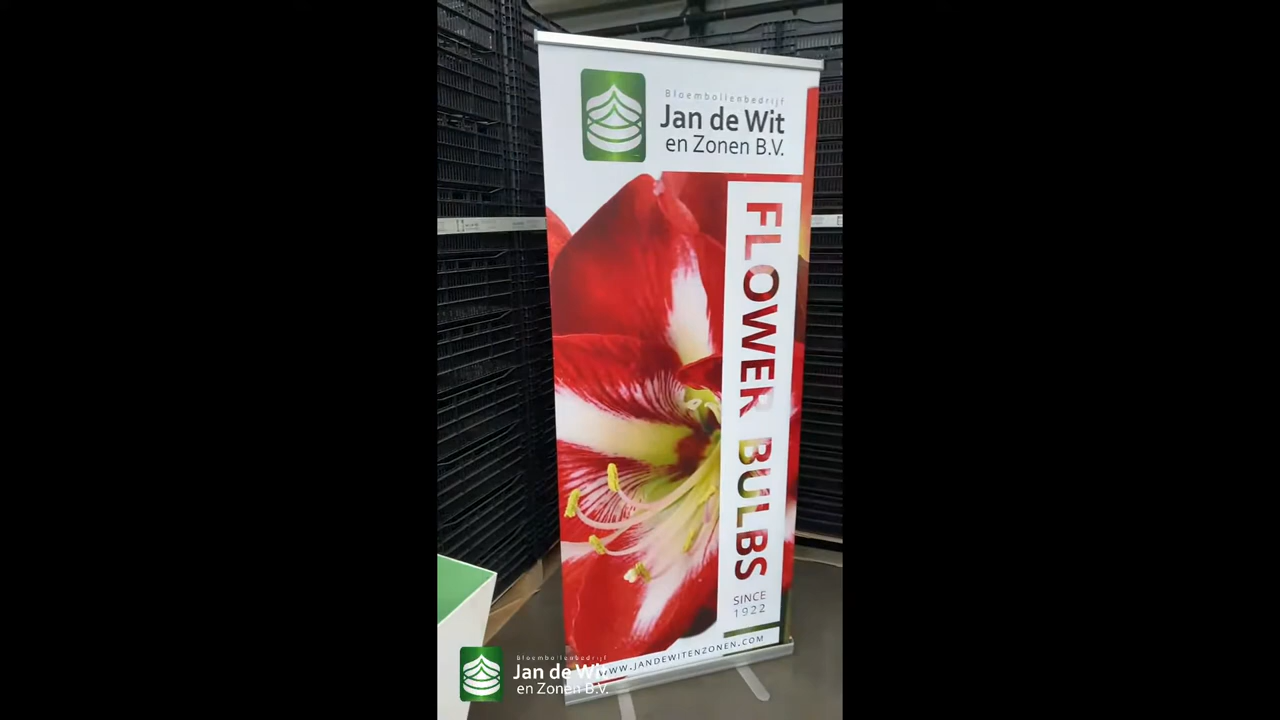 Bloembollenbedrijf
Jan de Wit
en Zonen B.V.
FLOWER BULBS
SINCE
1922
WWW.JANDEWITENZONEN.COM
Bloembollenbedrijf
Jan de Wit
en Zonen B.V.